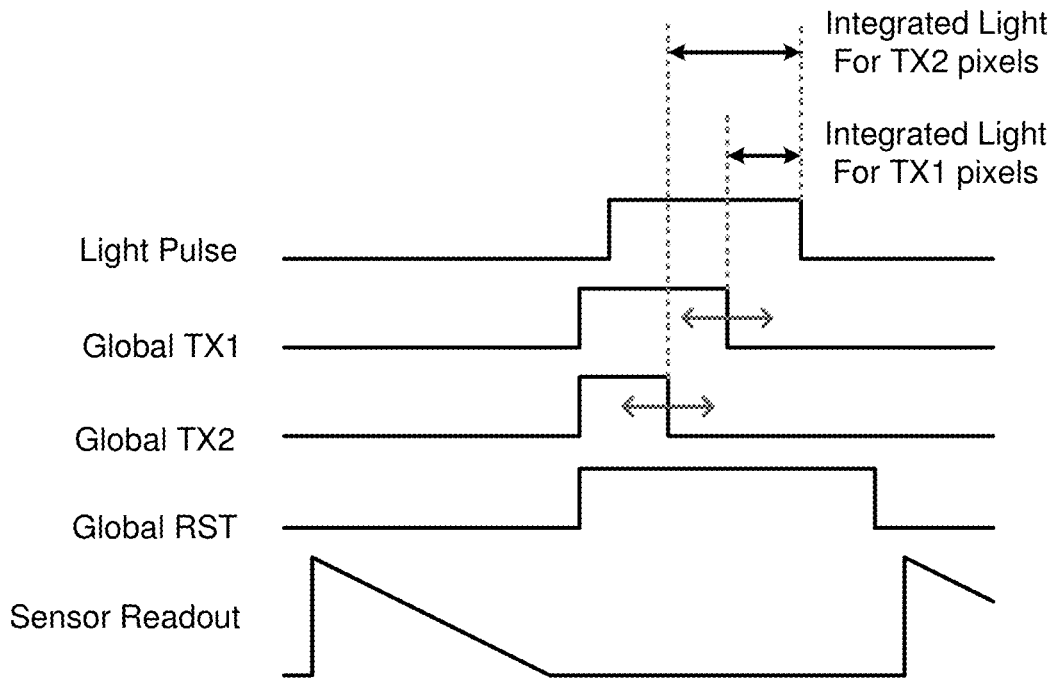 Integrated Light
For TX2 pixels
Integrated Light
For TX1 pixels
Light Pulse
Global TX1
Global TX2
Global RST
Sensor Readout